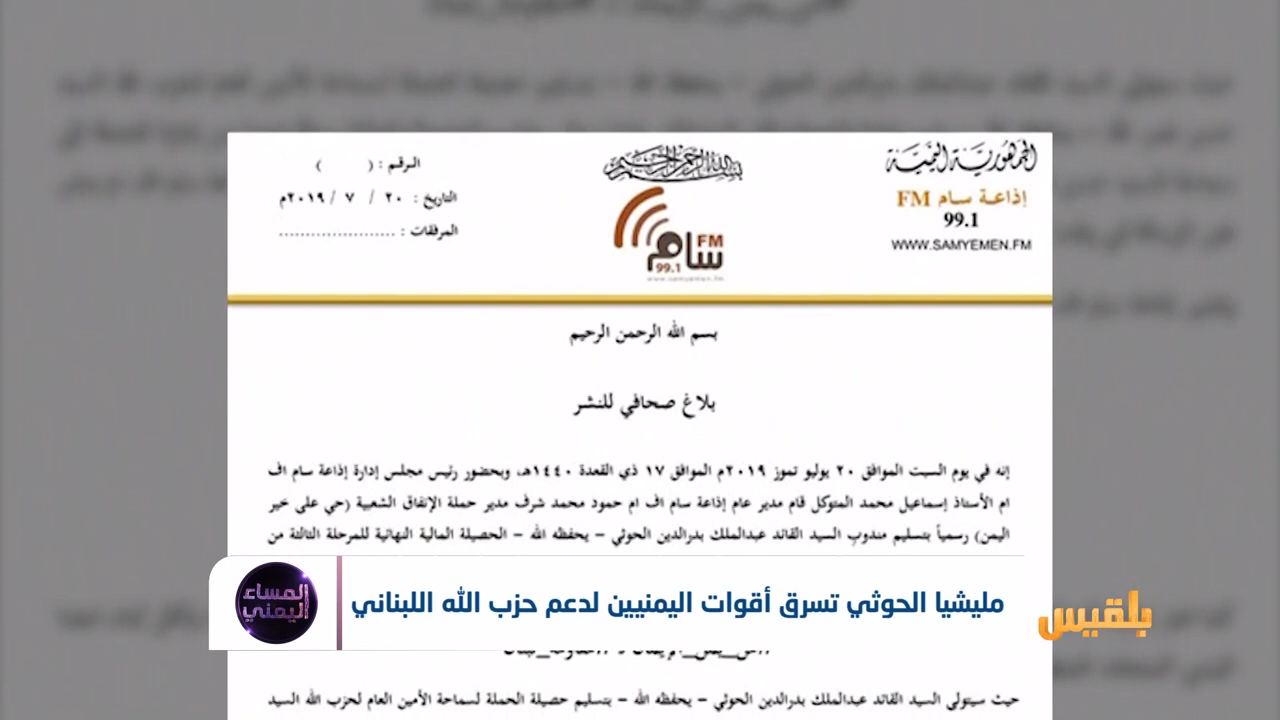 الجمهورية اليمنية
إذاعة سام FM
99.1
WWW.SAMYEMEN.FM
بسم الله الرحمن الرحيم
سام FM
99.1
www.samyemen.fm
الرقم : (          )
التاريخ : ٢٠ / ٧ / ٢٠١٩م
المرفقات : .....................
بسم الله الرحمن الرحيم
بلاغ صحافي للنشر
إنه في يوم السبت الموافق ٢٠ يوليو تموز ٢٠١٩م الموافق ١٧ ذي القعدة ١٤٤٠هـ، وبحضور رئيس مجلس إدارة إذاعة سام اف
ام الأستاذ إسماعيل محمد المتوكل قام مدير عام إذاعة سام اف ام حمود محمد شرف مدير حملة الإنفاق الشعبية (حي على خير
اليمن) رسمياً بتسليم مندوب السيد القائد عبدالملك بدرالدين الحوثي - يحفظه الله - الحصيلة المالية النهائية للمرحلة الثالثة من
مليشيا الحوثي تسرق أقوات اليمنيين لدعم حزب الله اللبناني
المساء
اليمني
بلقيس
حيث سيتولى السيد القائد عبدالملك بدرالدين الحوثي - يحفظه الله - بتسليم حصيلة الحملة لسماحة الأمين العام لحزب الله السيد